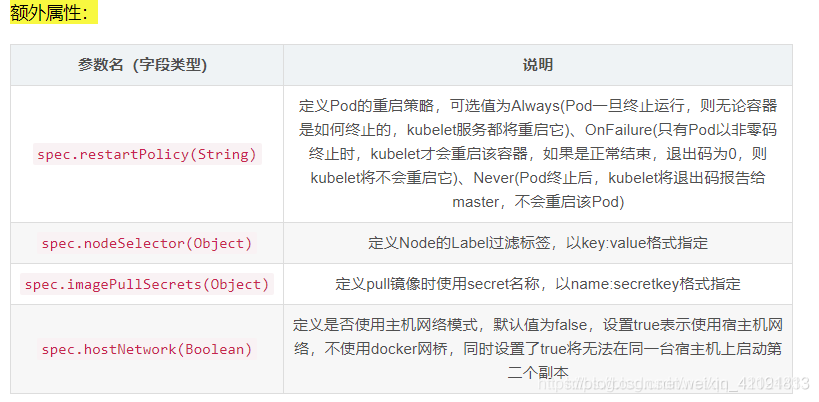 额外属性：
参数名（字段类型）
说明
spec.restartPolicy(String)
定义Pod的重启策略，可选值为Always(Pod一旦终止运行，则无论容器
是如何终止的，kubelet服务都将重启它)、OnFailure(只有Pod以非零码
终止时，kubelet才会重启该容器，如果是正常结束，退出码为0，则
kubelet将不会重启它)、Never(Pod终止后，kubelet将退出码报告给
master，不会重启该Pod)
spec.nodeSelector(Object)
定义Node的Label过滤标签，以key:value格式指定
spec.imagePullSecrets(Object)
定义pull镜像时使用secret名称，以name:secretkey格式指定
spec.hostNetwork(Boolean)
定义是否使用主机网络模式，默认值为false，设置true表示使用宿主机网
络，不使用docker网桥，同时设置了true将无法在同一台宿主机上启动第
二个副本